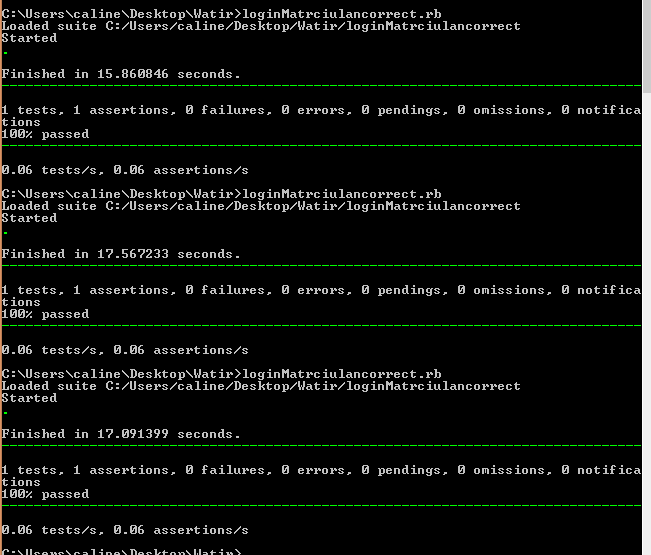 C:\Users\caline\Desktop\Watir>loginMatrciulancorrect.rb
Loaded suite C:/Users/caline/Desktop/Watir/loginMatrciulancorrect
Started
.
Finished in 15.860846 seconds.
--------------------------------------------------------------------------------
1 tests, 1 assertions, 0 failures, 0 errors, 0 pendings, 0 omissions, 0 notifica
tions
100% passed
--------------------------------------------------------------------------------
0.06 tests/s, 0.06 assertions/s
C:\Users\caline\Desktop\Watir>loginMatrciulancorrect.rb
Loaded suite C:/Users/caline/Desktop/Watir/loginMatrciulancorrect
Started
.
Finished in 17.567233 seconds.
--------------------------------------------------------------------------------
1 tests, 1 assertions, 0 failures, 0 errors, 0 pendings, 0 omissions, 0 notifica
tions
100% passed
--------------------------------------------------------------------------------
0.06 tests/s, 0.06 assertions/s
C:\Users\caline\Desktop\Watir>loginMatrciulancorrect.rb
Loaded suite C:/Users/caline/Desktop/Watir/loginMatrciulancorrect
Started
.
Finished in 17.091399 seconds.
--------------------------------------------------------------------------------
1 tests, 1 assertions, 0 failures, 0 errors, 0 pendings, 0 omissions, 0 notifica
tions
100% passed
--------------------------------------------------------------------------------
0.06 tests/s, 0.06 assertions/s
C:\Users\caline\Desktop\Watir>